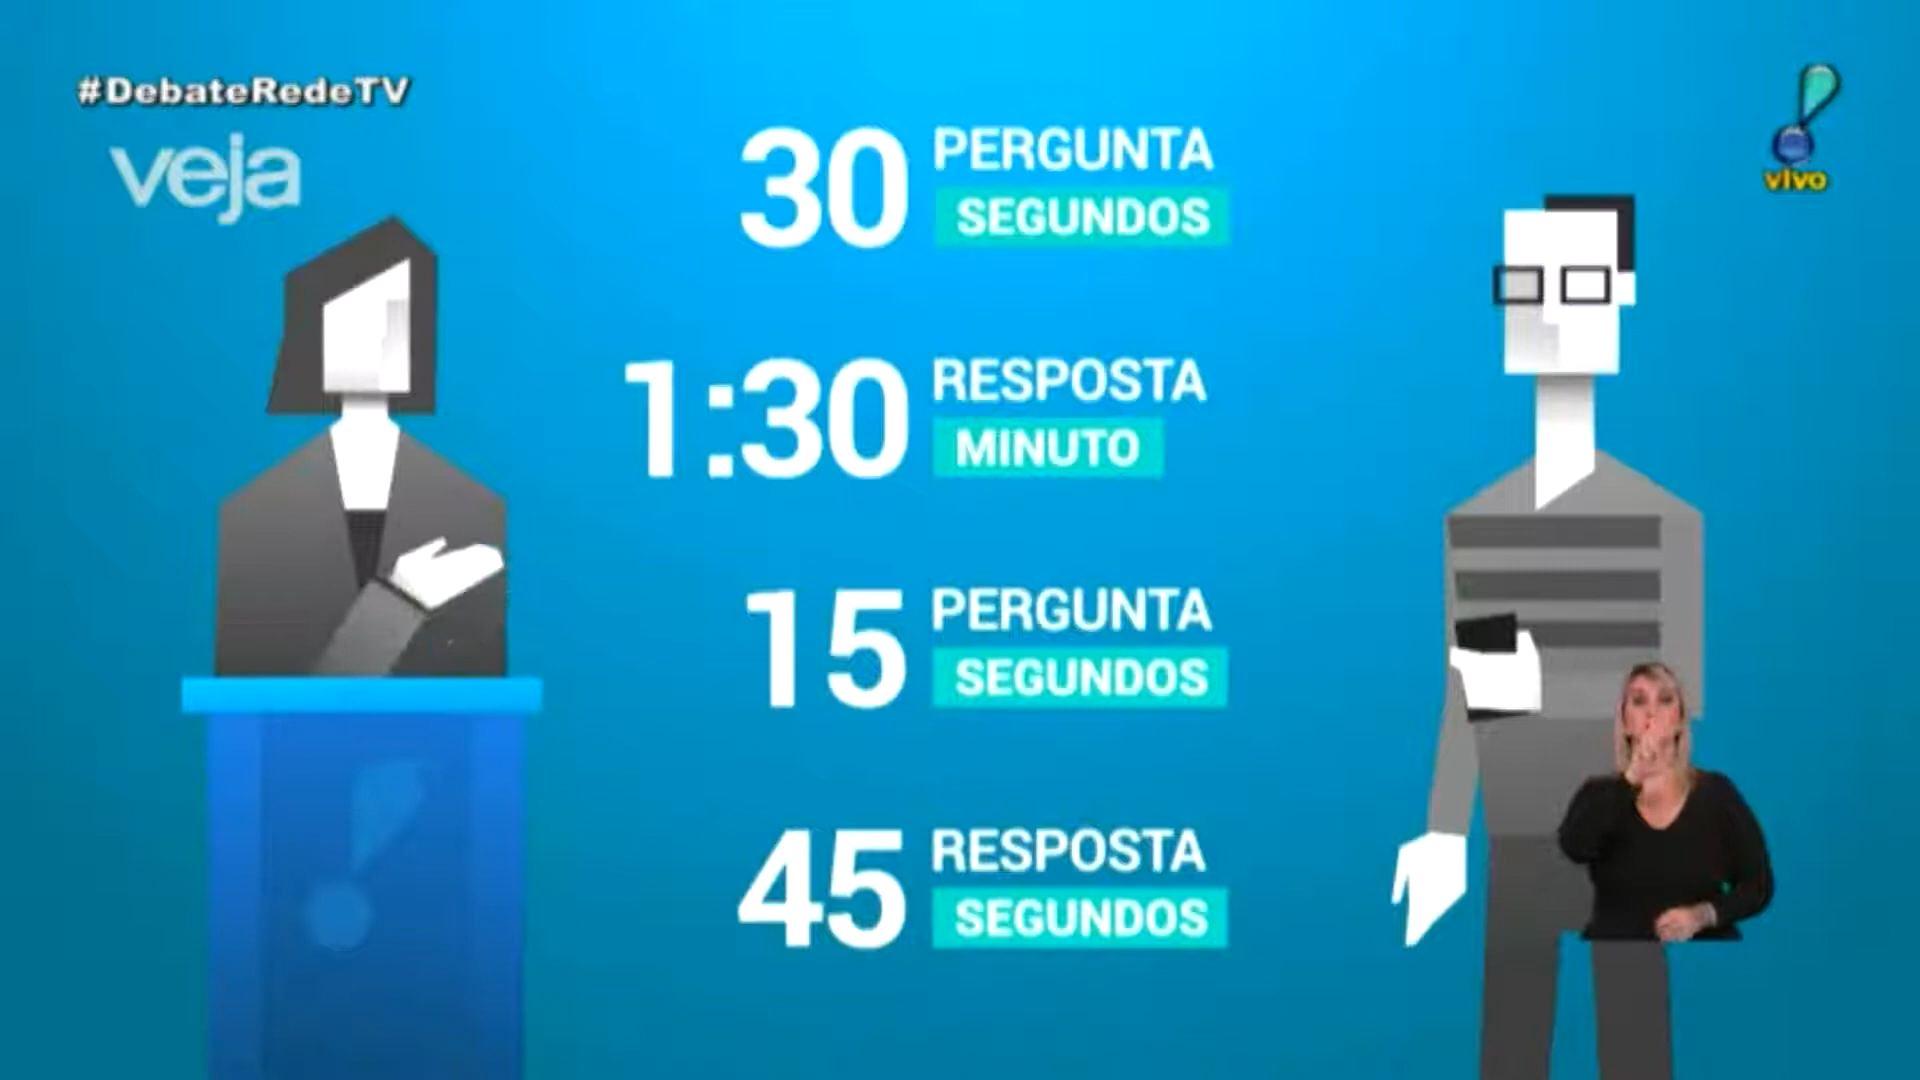 #DebateRedeTV
veja
vivo
30 PERGUNTA
SEGUNDOS
1:30 RESPOSTA
MINUTO
15 PERGUNTA
SEGUNDOS
45 RESPOSTA
SEGUNDOS